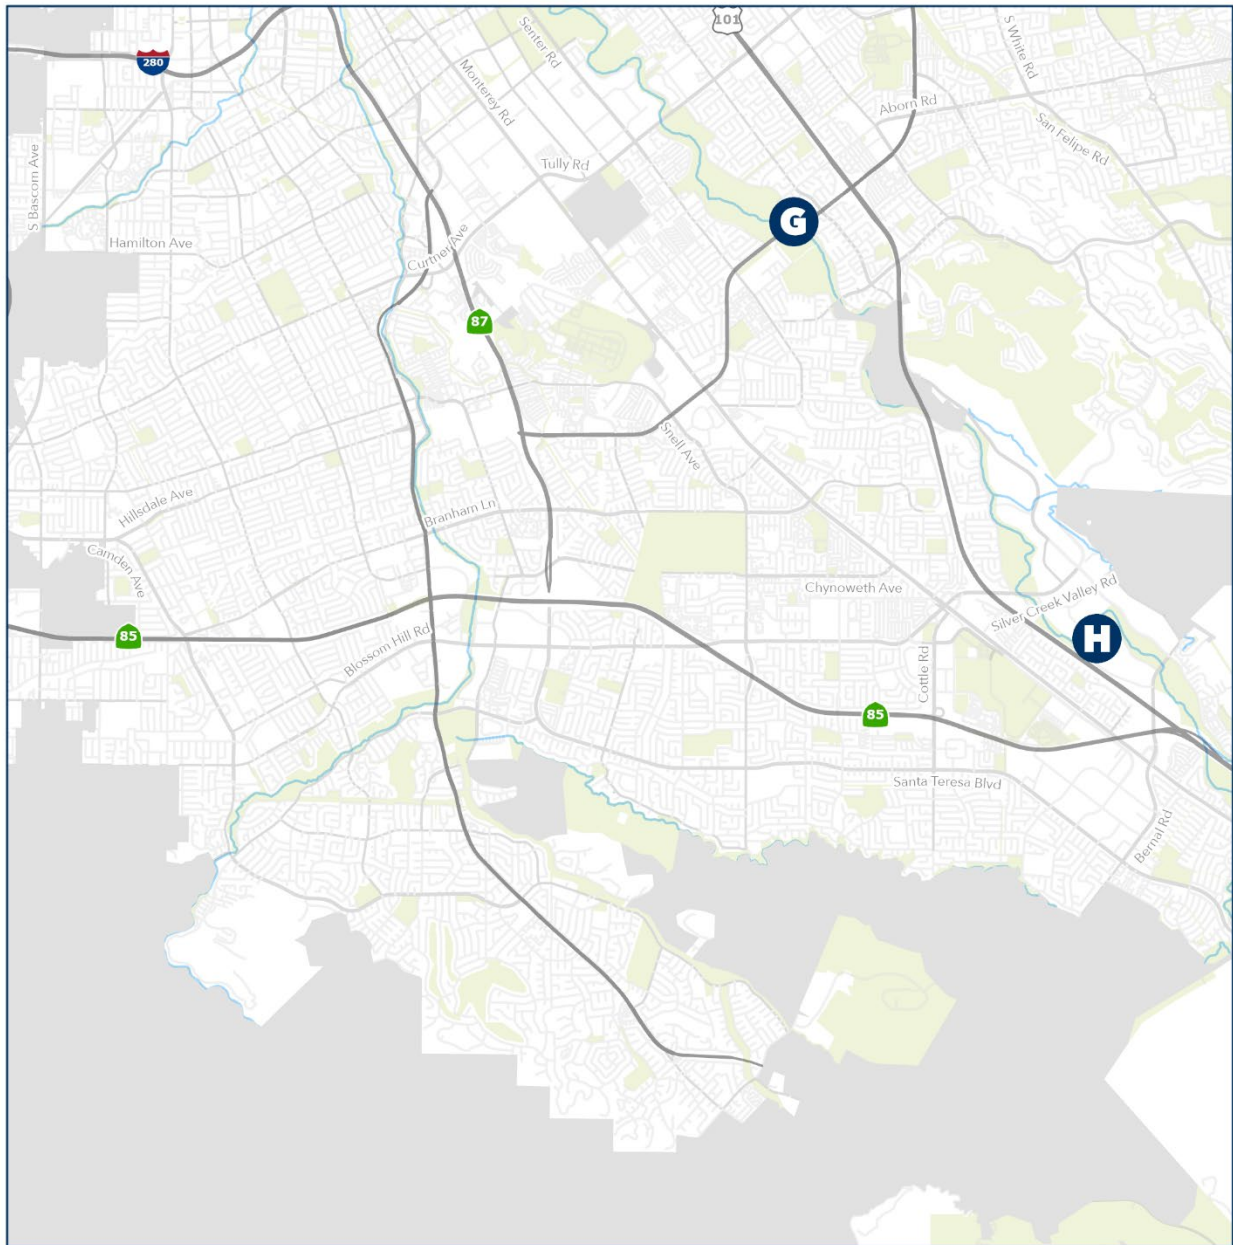 101
280
Senter Rd
S White Rd
Monterey Rd
Aborn Rd
San Felipe Rd
S Bascom Ave
Tully Rd
G
Hamilton Ave
Curtner Ave
87
Snell Ave
Hillsdale Ave
Branham Ln
Camden Ave
Chynoweth Ave
Silver Creek Valley Rd
85
Blossom Hill Rd
H
Cottle Rd
85
Santa Teresa Blvd
Bernal Rd